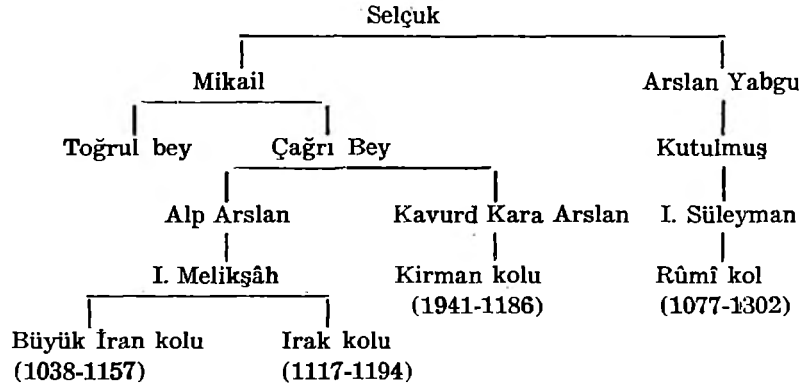 Selçuk
Mikail Arslan Yabgu
Toğrul bey Çağrı Bey Kutulmuş
Alp Arslan Kavurd Kara Arslan I. Süleyman
I. Melikşâh Kirman kolu Rûmî kol
(1941-1186) (1077-1302)
Büyük İran kolu Irak kolu
(1038-1157) (1117-1194)